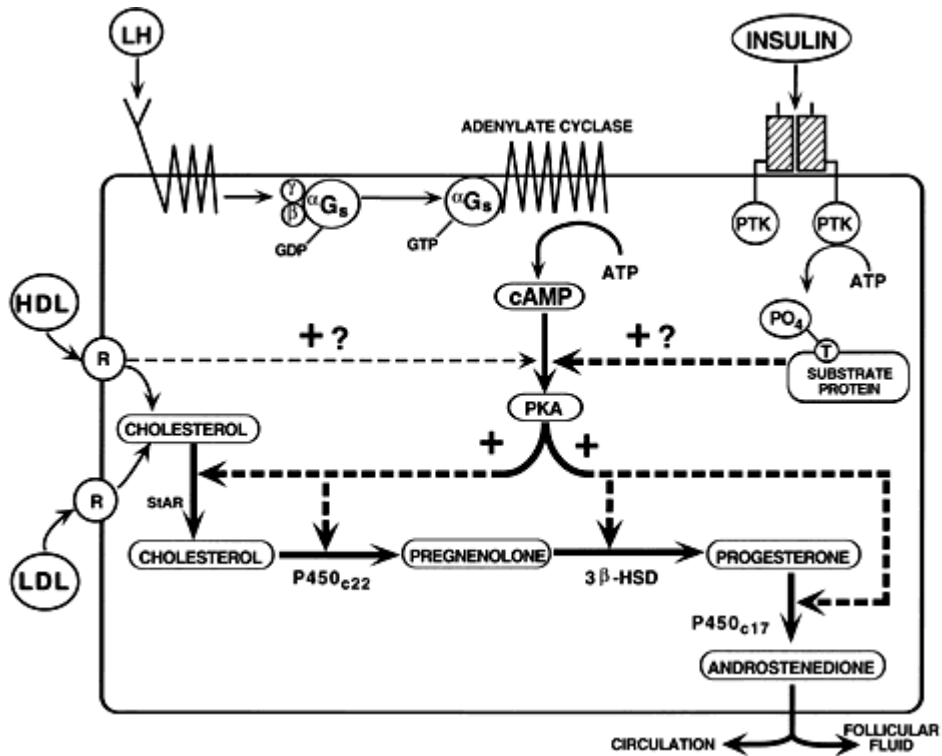 LH
INSULIN
ADENYLATE CYCLASE
γ
β
αGs
GDP
αGs
GTP
PTK
PTK
ATP
ATP
cAMP
HDL
PO4
+ ?
+ ?
R
T
SUBSTRATE
PROTEIN
PKA
CHOLESTEROL
+
+
R
StAR
CHOLESTEROL
PREGNENOLONE
PROGESTERONE
LDL
P450c22
3β-HSD
P450c17
ANDROSTENEDIONE
CIRCULATION
FOLLICULAR
FLUID